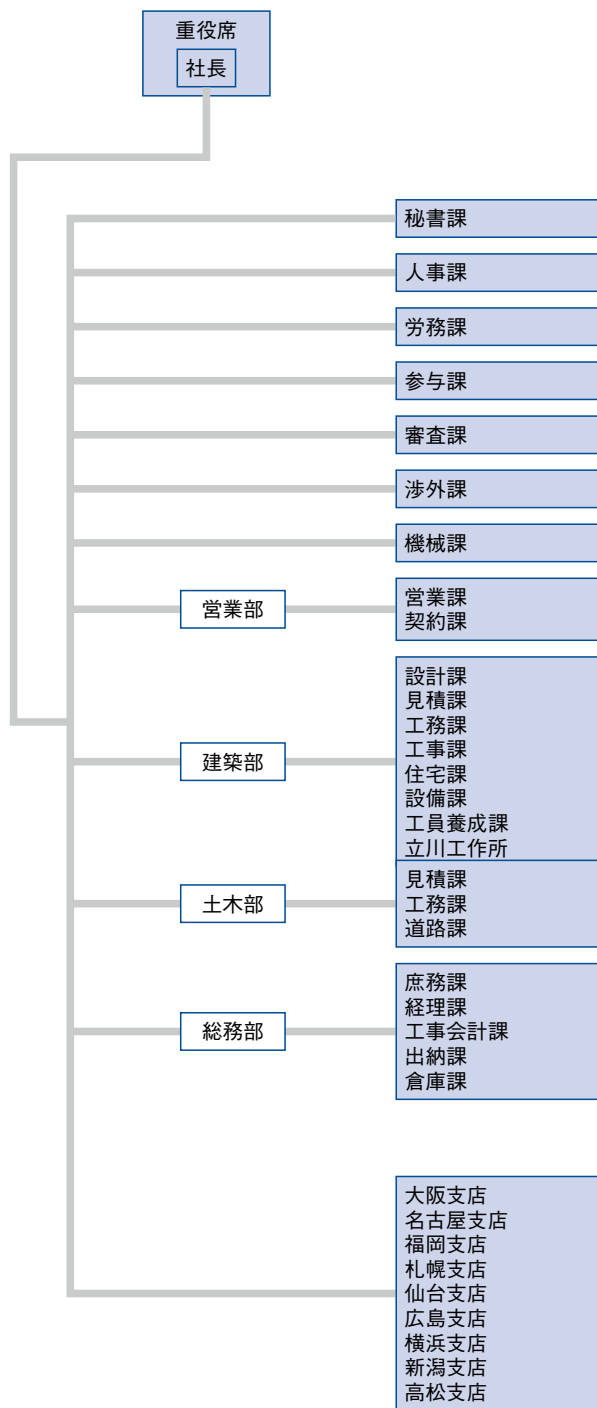 重役席
社長
秘書課
人事課
労務課
参与課
審査課
渉外課
機械課
営業部
営業課
契約課
建築部
設計課
見積課
工務課
工事課
住宅課
設備課
工員養成課
立川工作所
土木部
見積課
工務課
道路課
総務部
庶務課
経理課
工事会計課
出納課
倉庫課
大阪支店
名古屋支店
福岡支店
札幌支店
仙台支店
広島支店
横浜支店
新潟支店
高松支店